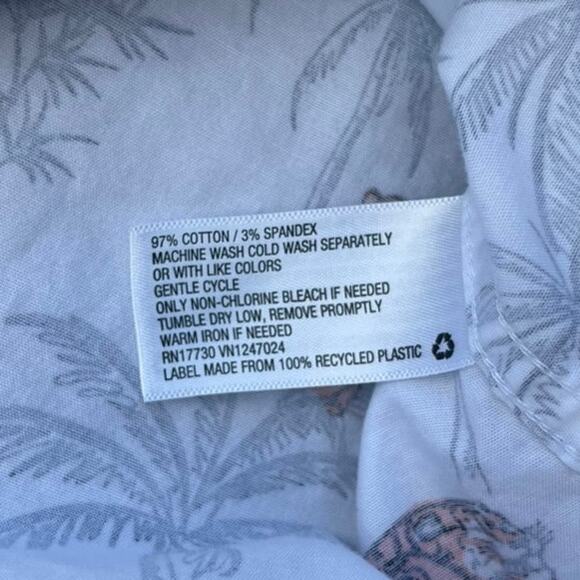 97% COTTON / 3% SPANDEX
MACHINE WASH COLD WASH SEPARATELY
OR WITH LIKE COLORS
GENTLE CYCLE
ONLY NON-CHLORINE BLEACH IF NEEDED
TUMBLE DRY LOW, REMOVE PROMPTLY
WARM IRON IF NEEDED
RN17730 VN1247024
LABEL MADE FROM 100% RECYCLED PLASTIC